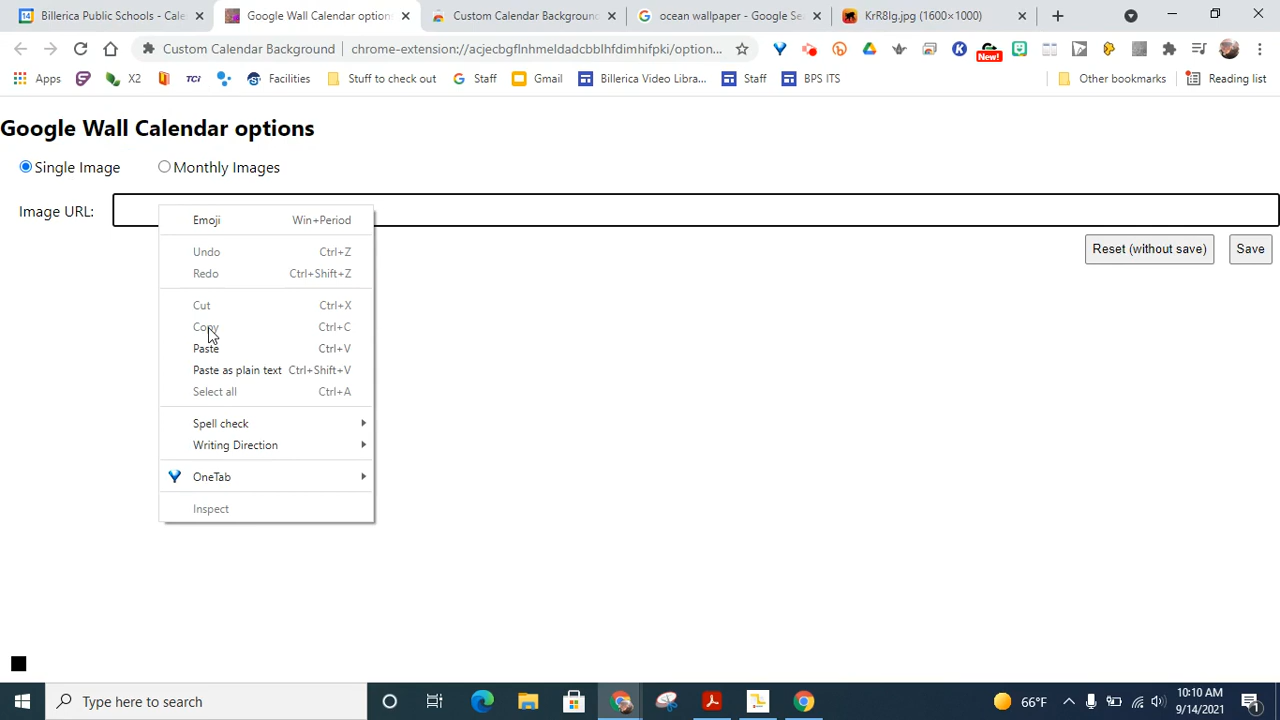 Billerica Public Schools - Cale
Google Wall Calendar option
Custom Calendar Background
ocean wallpaper - Google Se
KrR8Ig.jpg (1600×1000)
Custom Calendar Background
chrome-extension://acjecbgflnhmeldadcbblhfdimhifpki/option...
New!
Apps
X2
TCi
Facilities
Stuff to check out
Staff
Gmail
Billerica Video Libra...
Staff
BPS ITS
Other bookmarks
Reading list
Google Wall Calendar options
Single Image
Monthly Images
Image URL:
Reset (without save)
Save
Emoji Win+Period
Undo Ctrl+Z
Redo Ctrl+Shift+Z
Cut Ctrl+X
Copy Ctrl+C
Paste Ctrl+V
Paste as plain text Ctrl+Shift+V
Select all Ctrl+A
Spell check
Writing Direction
OneTab
Inspect
Type here to search
66°F
10:10 AM
9/14/2021